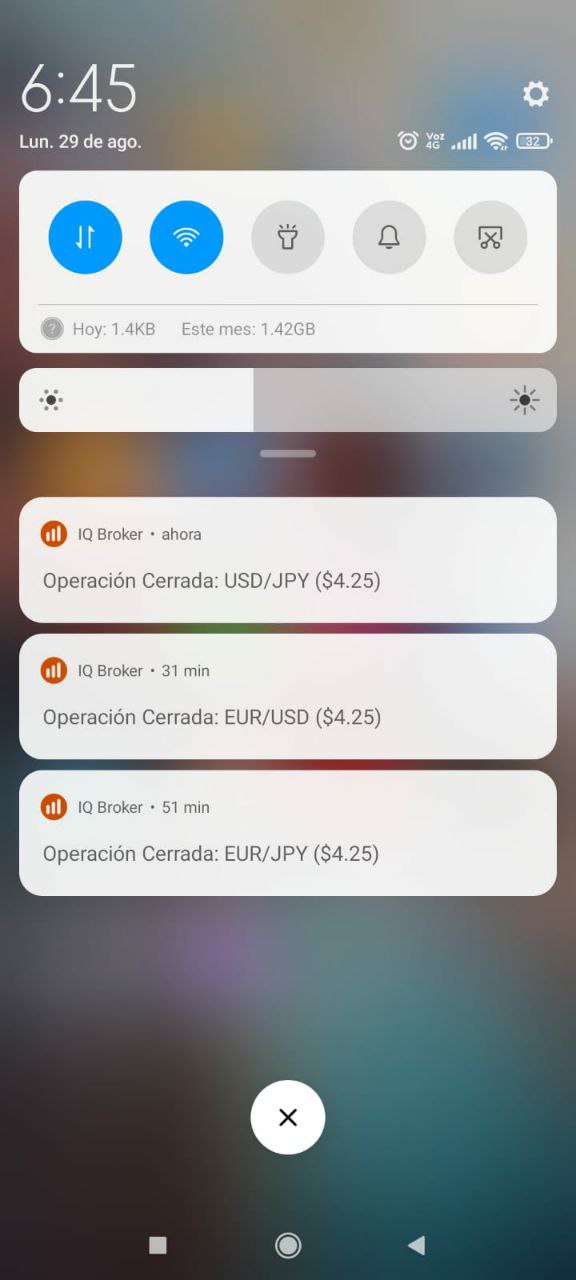 6:45
Lun. 29 de ago.
Voz
4G
32
Hoy: 1.4KB Este mes: 1.42GB
IQ Broker • ahora
Operación Cerrada: USD/JPY ($4.25)
IQ Broker • 31 min
Operación Cerrada: EUR/USD ($4.25)
IQ Broker • 51 min
Operación Cerrada: EUR/JPY ($4.25)